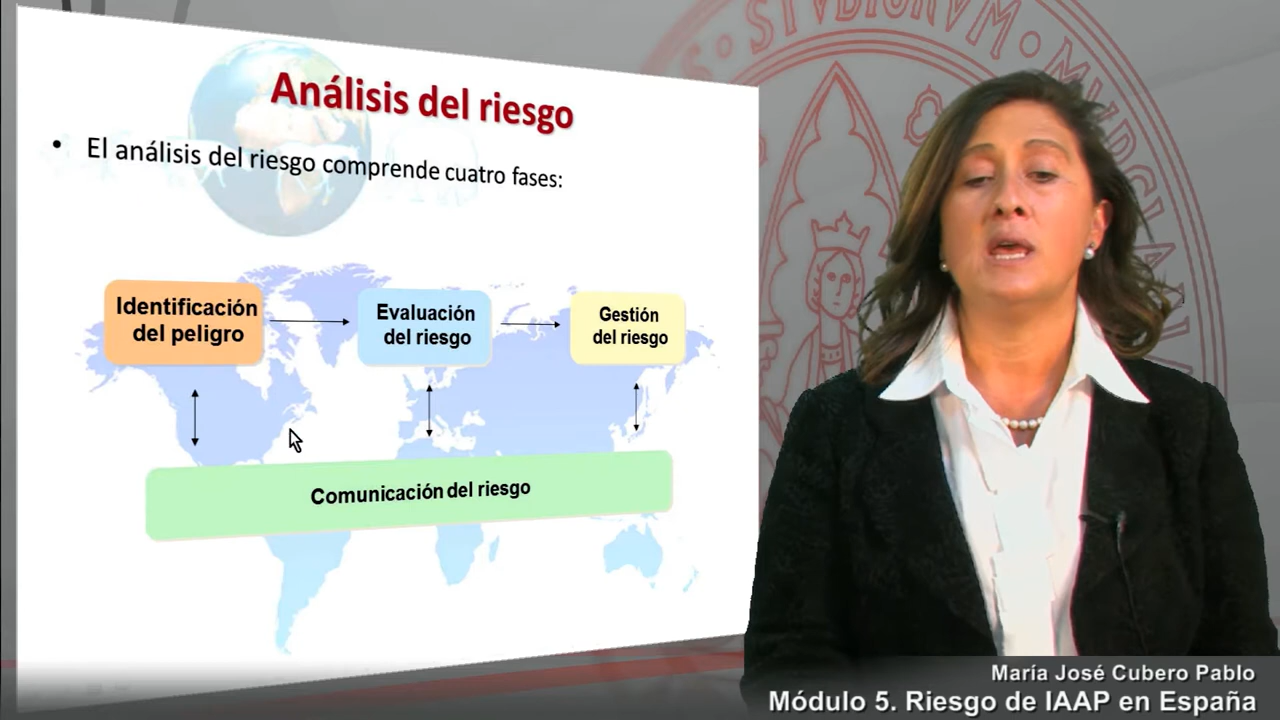 Análisis del riesgo
• El análisis del riesgo comprende cuatro fases:
Identificación
del peligro
Evaluación
del riesgo
Gestión
del riesgo
Comunicación del riesgo
María José Cubero Pablo
Módulo 5. Riesgo de IAAP en España